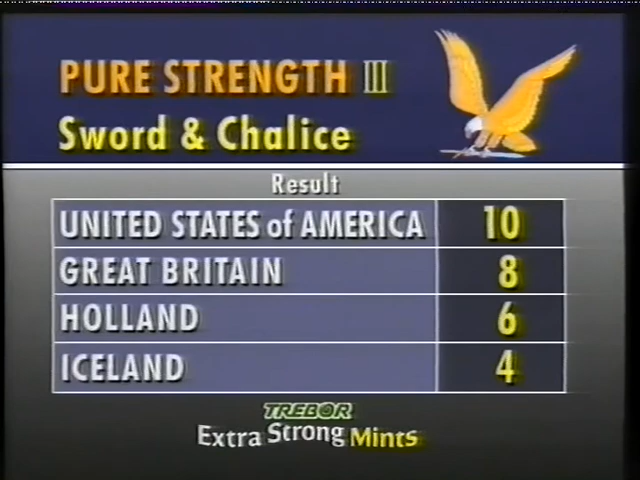 PURE STRENGTH III
Sword & Chalice
Result
UNITED STATES of AMERICA 10
GREAT BRITAIN 8
HOLLAND 6
ICELAND 4
TREBOR
Extra Strong Mints